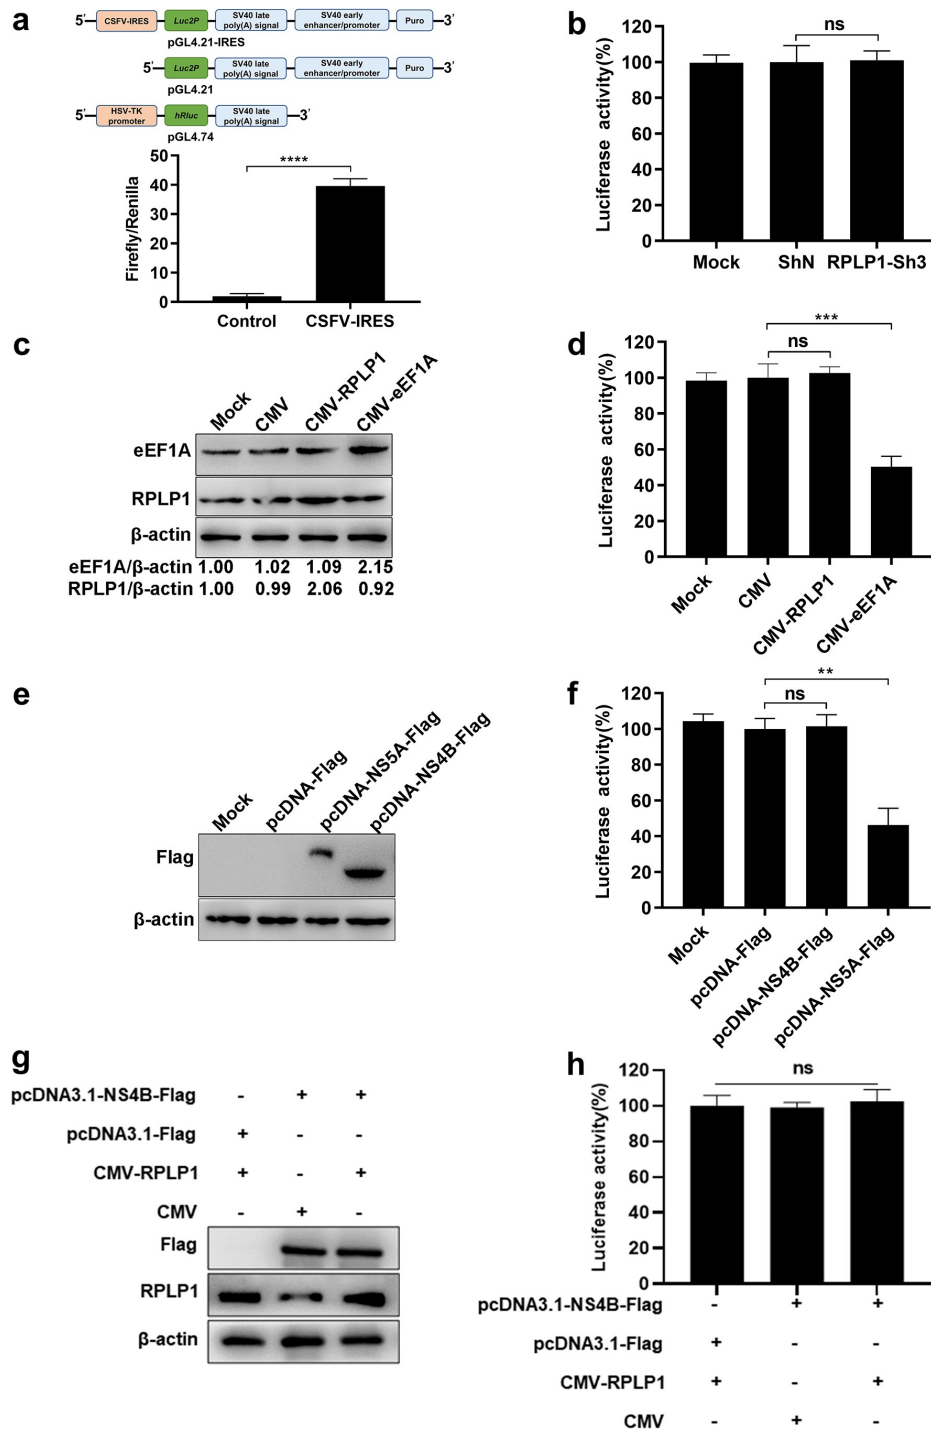 a
5' CSFV-IRES Luc2P SV40 late poly(A) signal SV40 early enhancer/promoter Puro 3'
pGL4.21-IRES
5' Luc2P SV40 late poly(A) signal SV40 early enhancer/promoter Puro 3'
pGL4.21
5' HSV-TK promoter hRluc SV40 late poly(A) signal 3'
pGL4.74
Firefly/Renilla
50
40
30
20
10
0
****
Control CSFV-IRES
b
Luciferase activity(%)
120
100
80
60
40
20
0
ns
Mock ShN RPLP1-Sh3
c
Mock CMV CMV-RPLP1 CMV-eEF1A
eEF1A
RPLP1
β-actin
eEF1A/β-actin 1.00 1.02 1.09 2.15
RPLP1/β-actin 1.00 0.99 2.06 0.92
d
Luciferase activity(%)
120
100
80
60
40
20
0
***
ns
Mock CMV CMV-RPLP1 CMV-eEF1A
e
Mock pcDNA-Flag pcDNA-NS5A-Flag pcDNA-NS4B-Flag
Flag
β-actin
f
Luciferase activity(%)
120
100
80
60
40
20
0
**
ns
Mock pcDNA-Flag pcDNA-NS4B-Flag pcDNA-NS5A-Flag
g
pcDNA3.1-NS4B-Flag - + +
pcDNA3.1-Flag + - -
CMV-RPLP1 + - +
CMV - + -
Flag
RPLP1
β-actin
h
Luciferase activity(%)
120
100
80
60
40
20
0
ns
pcDNA3.1-NS4B-Flag - + +
pcDNA3.1-Flag + - -
CMV-RPLP1 + - +
CMV - + -